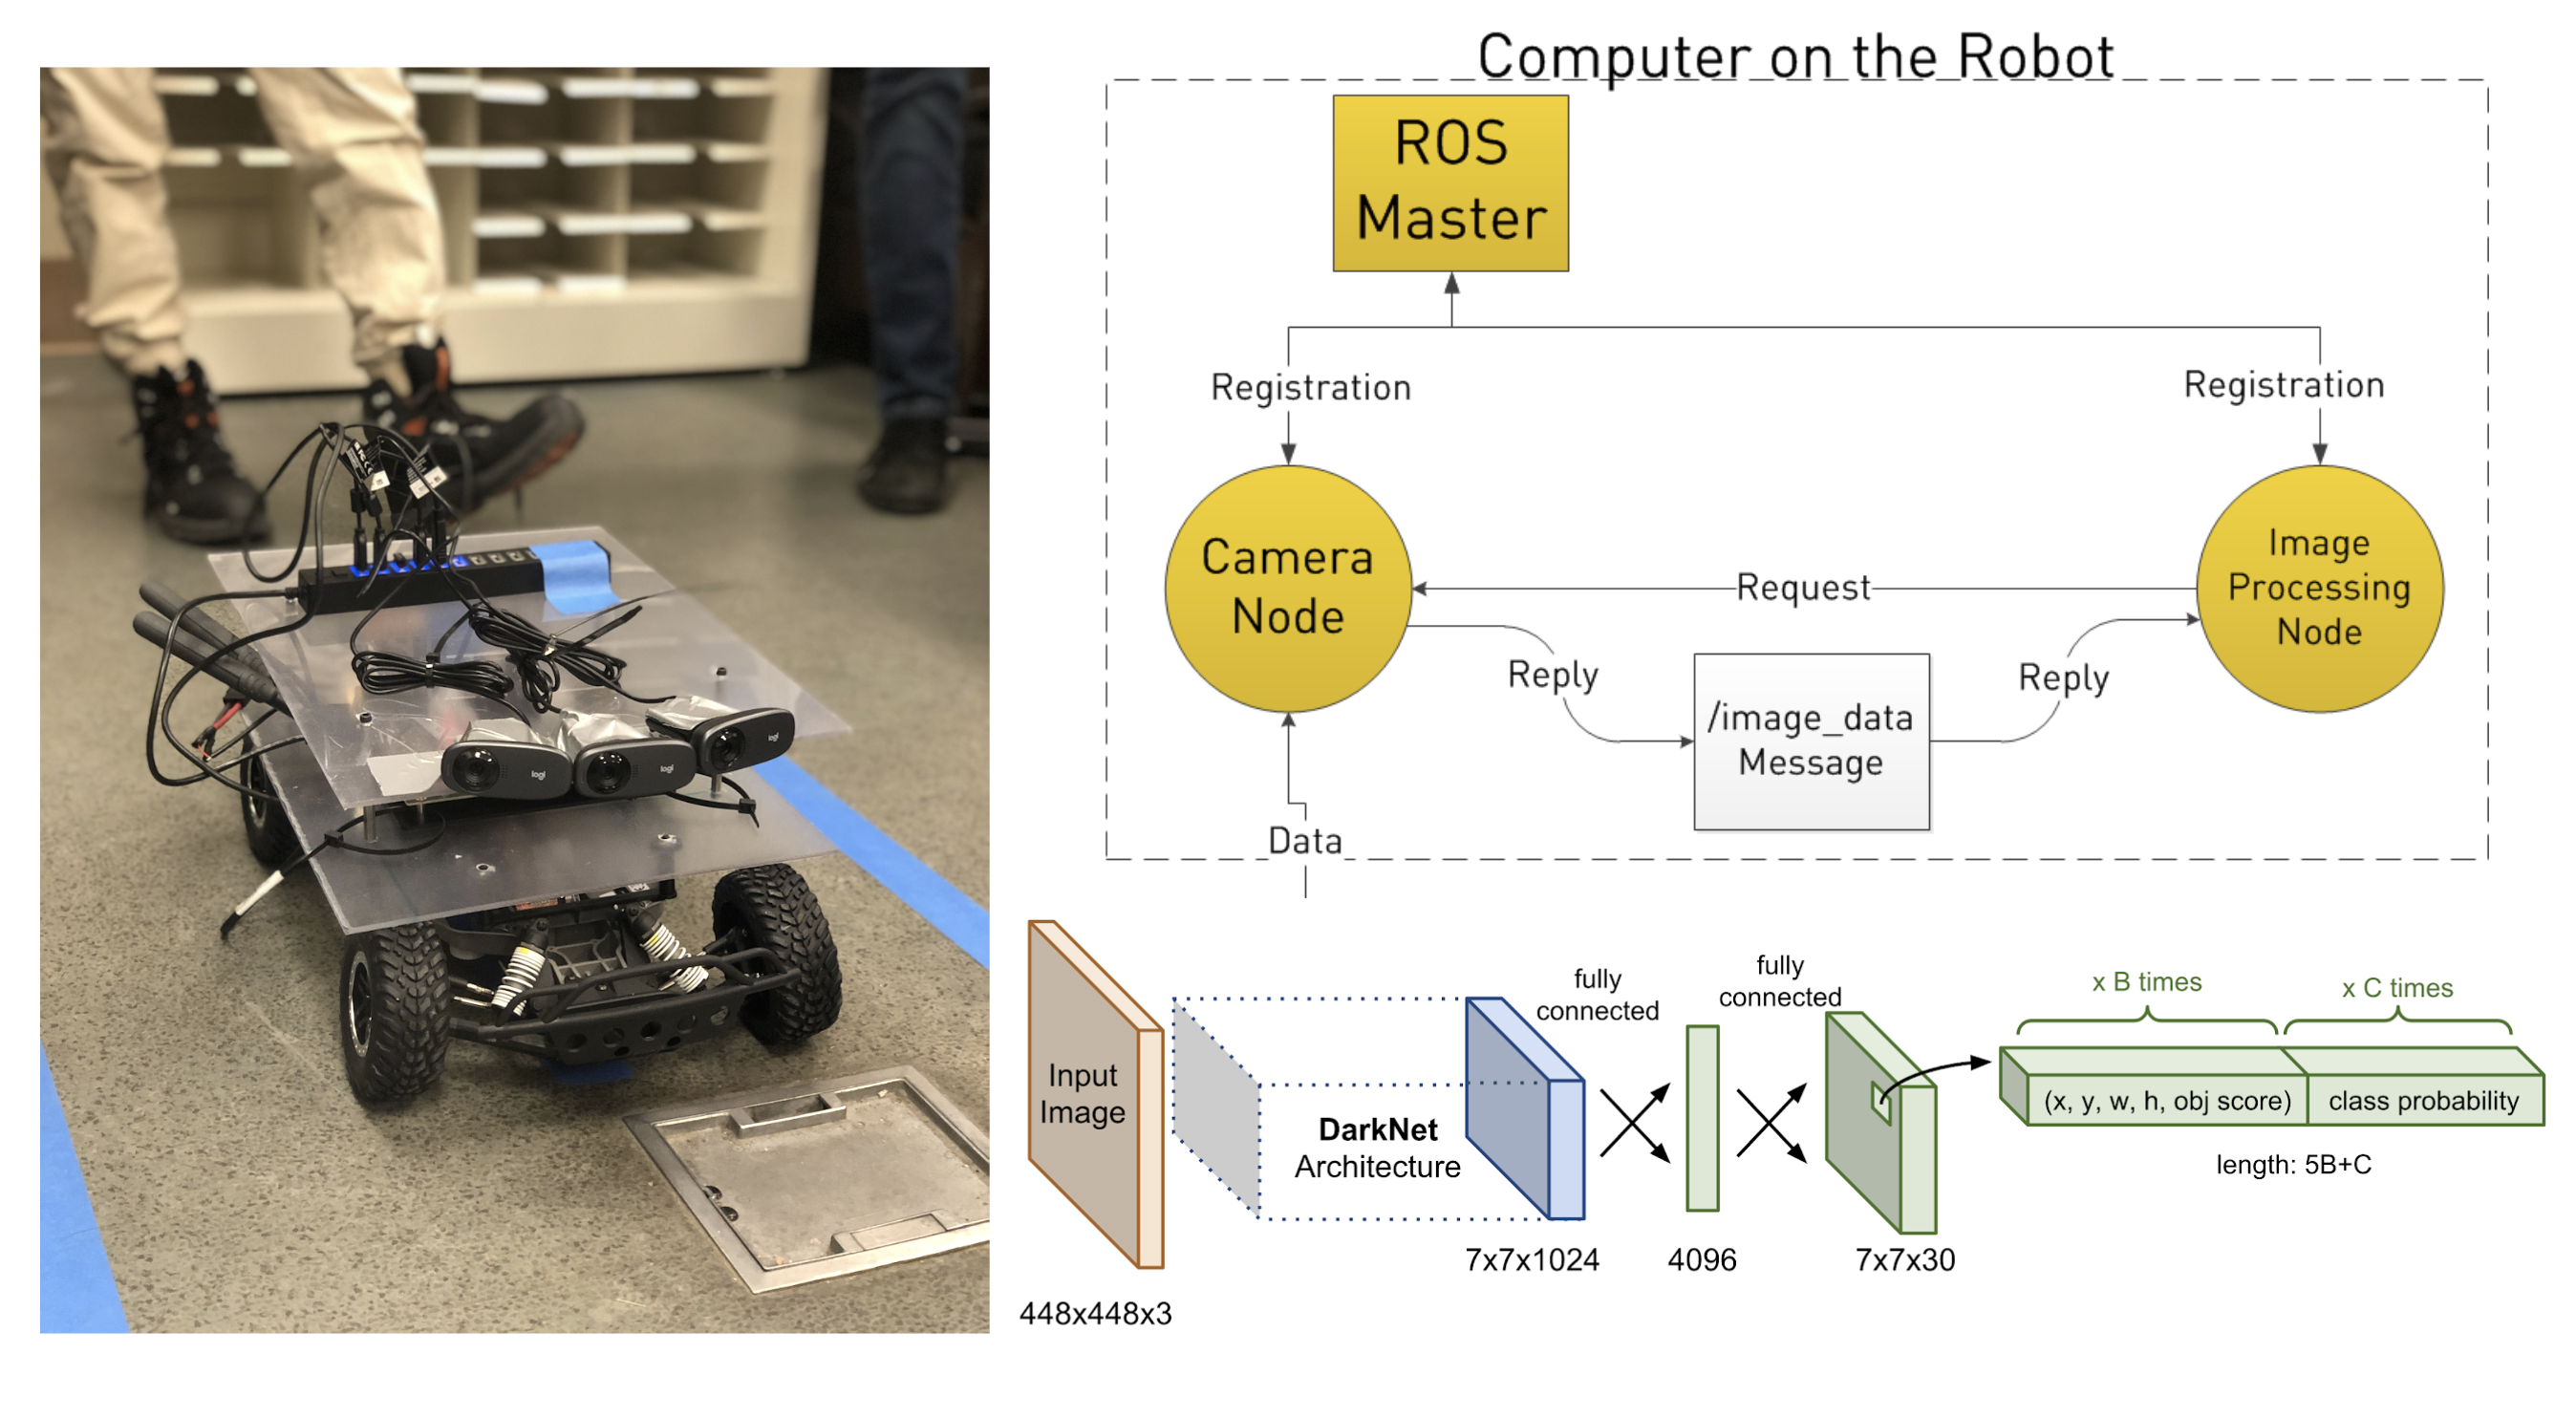 logi
logi
logi
Computer on the Robot
ROS
Master
Registration
Registration
Camera
Node
Image
Processing
Node
Request
Reply
Reply
/image_data
Message
Data
Input
Image
448x448x3
DarkNet
Architecture
7x7x1024
fully
connected
4096
fully
connected
7x7x30
x B times
x C times
(x, y, w, h, obj score)
class probability
length: 5B+C